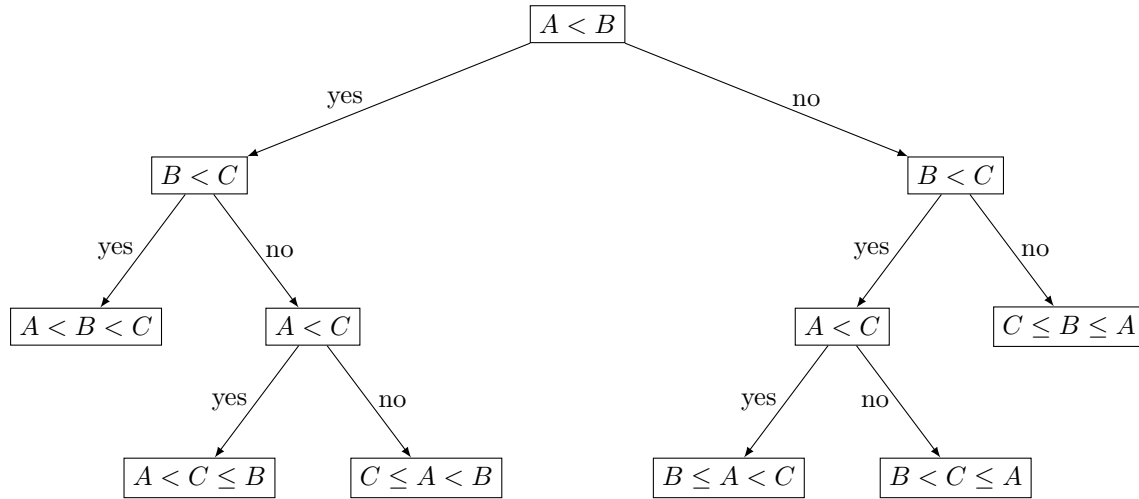 A < B
yes
no
B < C
B < C
yes
no
yes
no
A < B < C
A < C
A < C
C ≤ B ≤ A
yes
no
yes
no
A < C ≤ B
C ≤ A < B
B ≤ A < C
B < C ≤ A